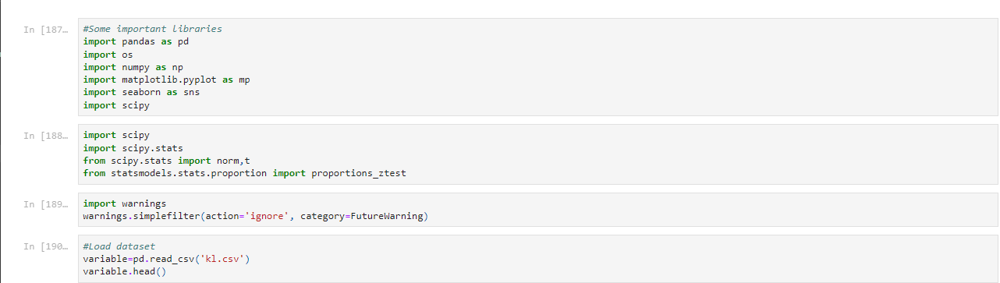 In [187…
#Some important libraries
import pandas as pd
import os
import numpy as np
import matplotlib.pyplot as mp
import seaborn as sns
import scipy
In [188…
import scipy
import scipy.stats
from scipy.stats import norm,t
from statsmodels.stats.proportion import proportions_ztest
In [189…
import warnings
warnings.simplefilter(action='ignore', category=FutureWarning)
In [190…
#Load dataset
variable=pd.read_csv('kl.csv')
variable.head()